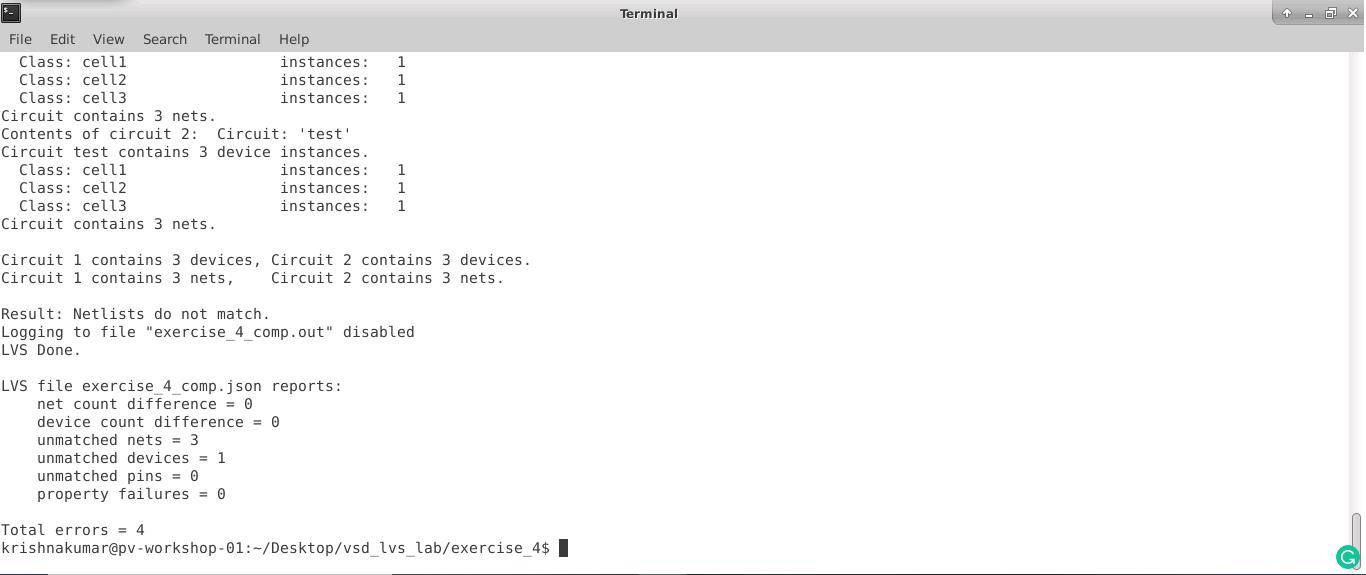 Terminal
File Edit View Search Terminal Help
  Class: cell1                 instances:   1
  Class: cell2                 instances:   1
  Class: cell3                 instances:   1
Circuit contains 3 nets.
Contents of circuit 2:  Circuit: 'test'
Circuit test contains 3 device instances.
  Class: cell1                 instances:   1
  Class: cell2                 instances:   1
  Class: cell3                 instances:   1
Circuit contains 3 nets.
Circuit 1 contains 3 devices, Circuit 2 contains 3 devices.
Circuit 1 contains 3 nets,    Circuit 2 contains 3 nets.
Result: Netlists do not match.
Logging to file "exercise_4_comp.out" disabled
LVS Done.
LVS file exercise_4_comp.json reports:
    net count difference = 0
    device count difference = 0
    unmatched nets = 3
    unmatched devices = 1
    unmatched pins = 0
    property failures = 0
Total errors = 4
krishnakumar@pv-workshop-01:~/Desktop/vsd_lvs_lab/exercise_4$